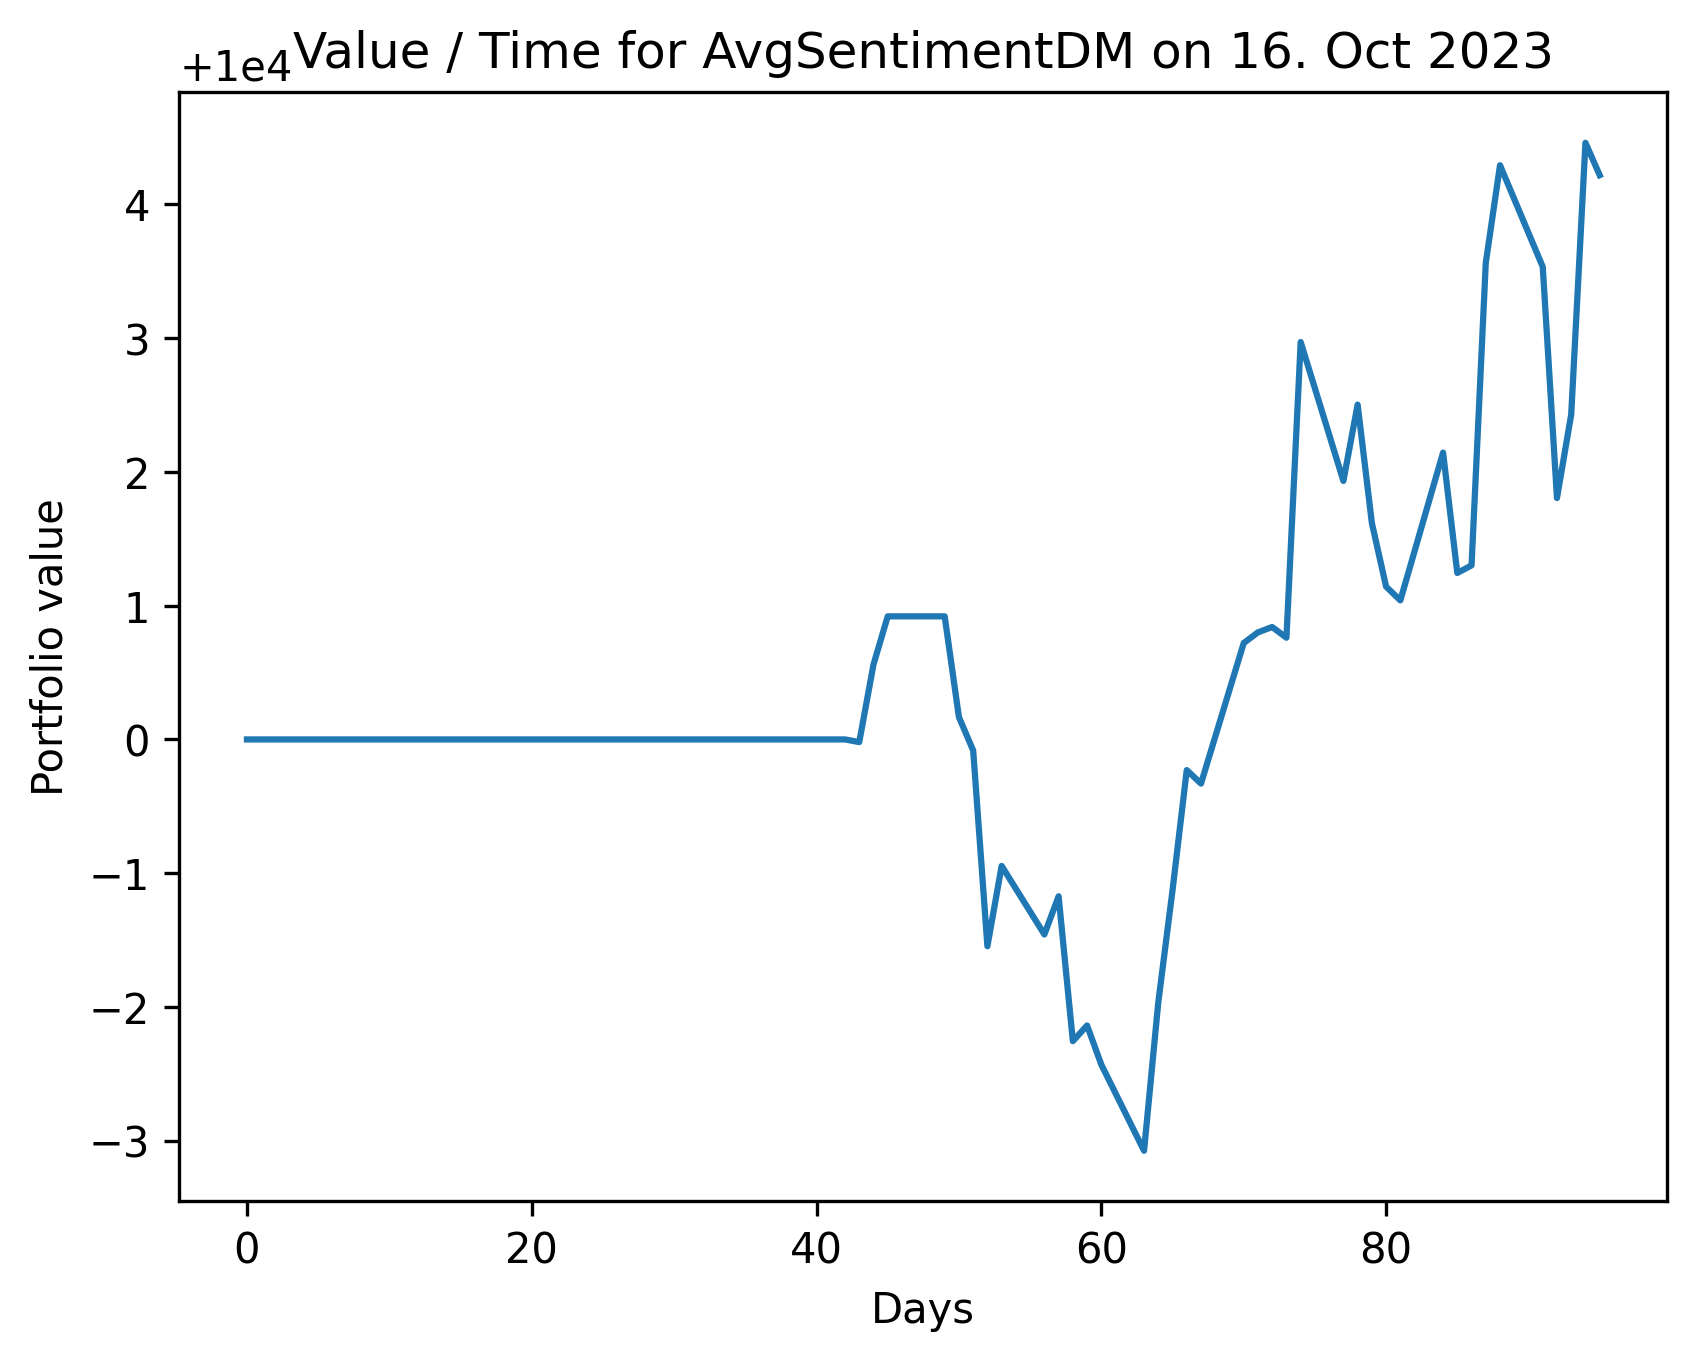 Value / Time for AvgSentimentDM on 16. Oct 2023
+1e4
4
3
2
1
0
−1
−2
−3
Portfolio value
0 20 40 60 80
Days